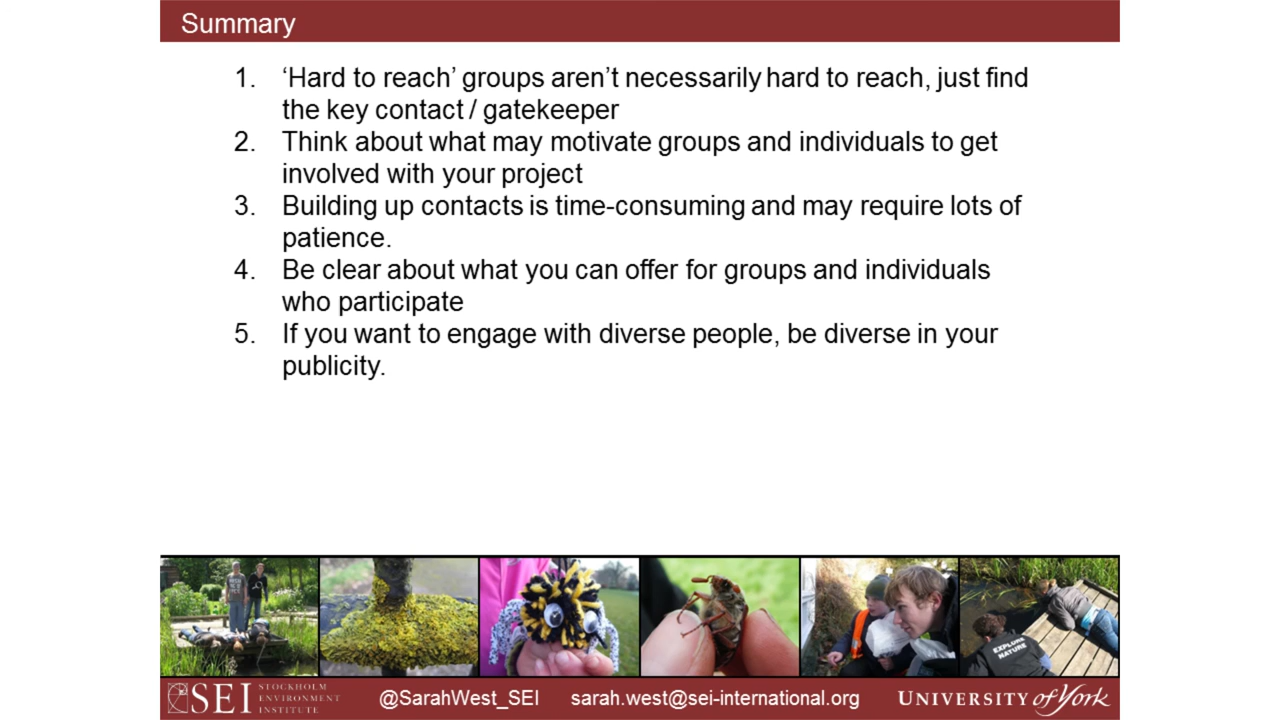 Summary
1. ‘Hard to reach’ groups aren’t necessarily hard to reach, just find
the key contact / gatekeeper
2. Think about what may motivate groups and individuals to get
involved with your project
3. Building up contacts is time-consuming and may require lots of
patience.
4. Be clear about what you can offer for groups and individuals
who participate
5. If you want to engage with diverse people, be diverse in your
publicity.
EXPLORE
NATURE
SEI STOCKHOLM
ENVIRONMENT
INSTITUTE
@SarahWest_SEI sarah.west@sei-international.org
UNIVERSITY of York